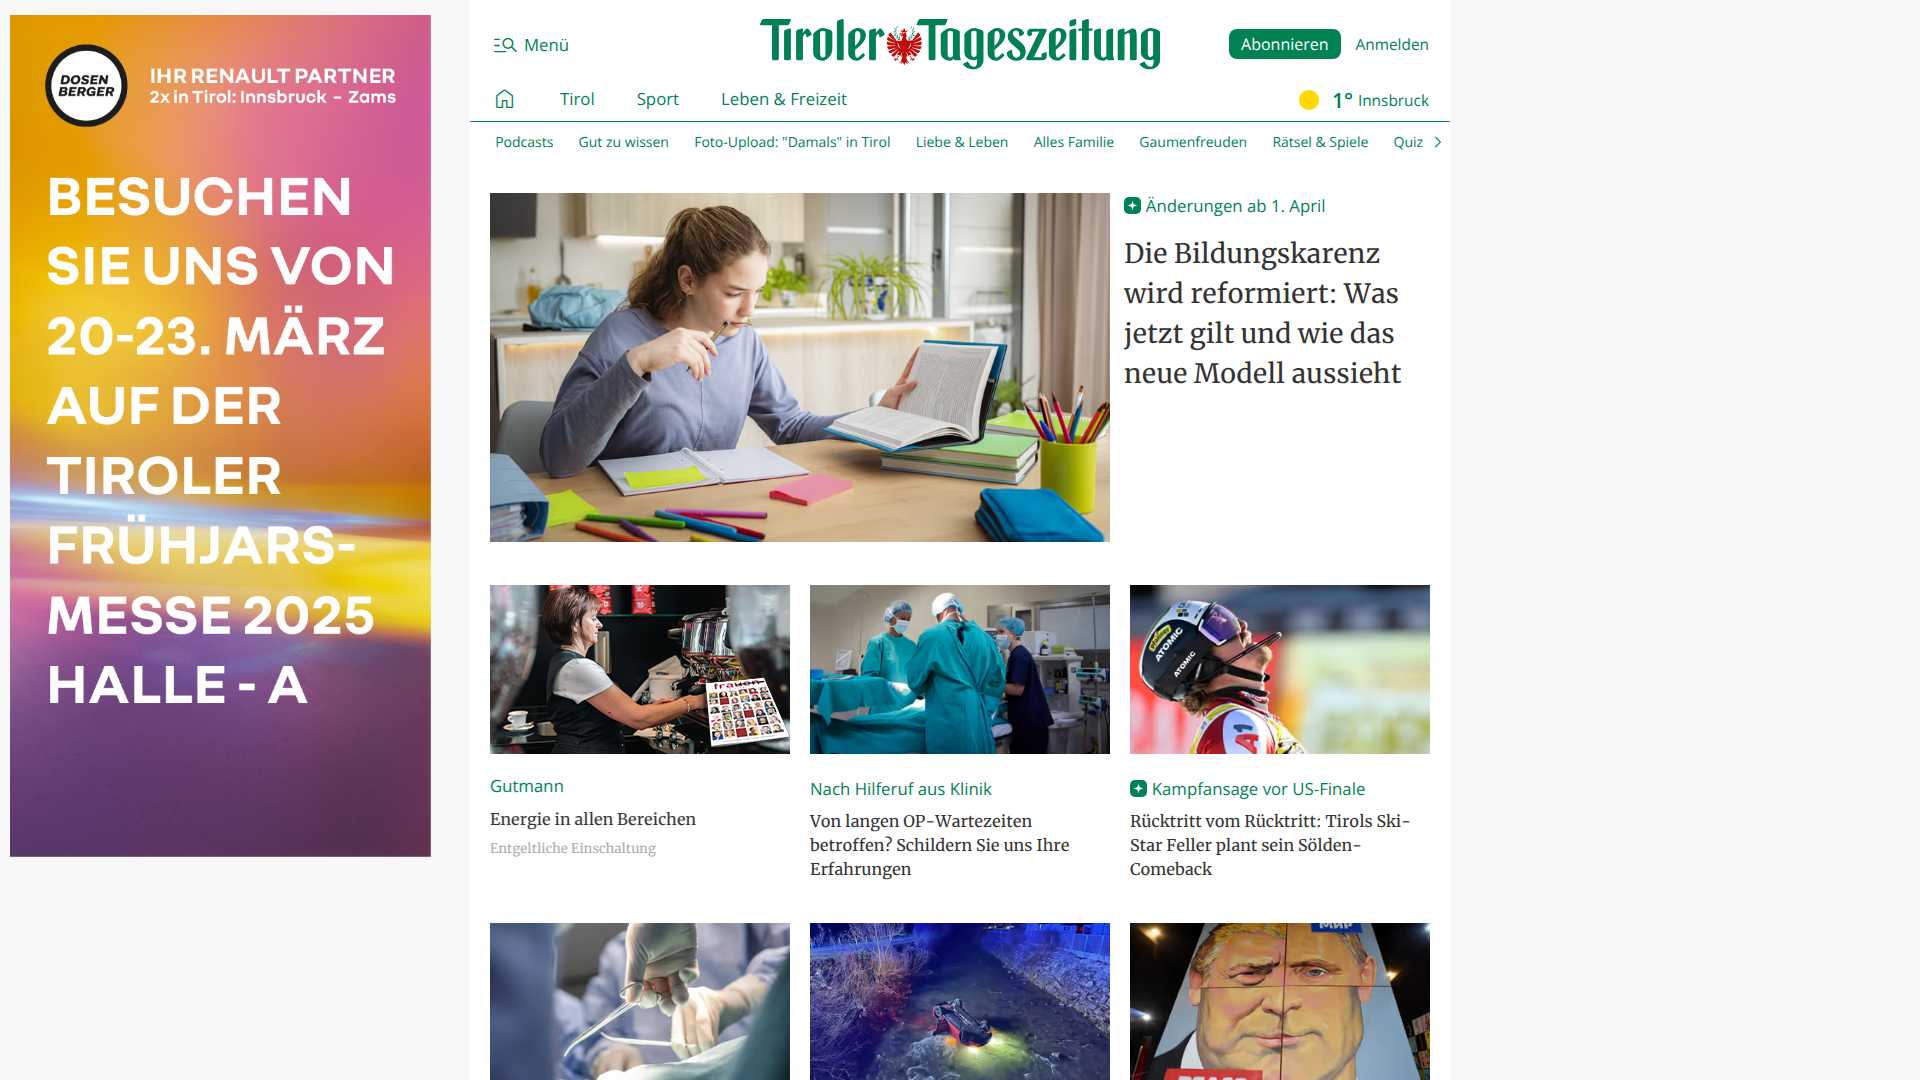 DOSEN
BERGER
IHR RENAULT PARTNER
2x in Tirol: Innsbruck - Zams
BESUCHEN
SIE UNS VON
20-23. MÄRZ
AUF DER
TIROLER
FRÜHJARS-
MESSE 2025
HALLE - A
Menü
Tiroler Tageszeitung
Abonnieren
Anmelden
Tirol
Sport
Leben & Freizeit
1° Innsbruck
Podcasts
Gut zu wissen
Foto-Upload: "Damals" in Tirol
Liebe & Leben
Alles Familie
Gaumenfreuden
Rätsel & Spiele
Quiz
Änderungen ab 1. April
Die Bildungskarenz
wird reformiert: Was
jetzt gilt und wie das
neue Modell aussieht
frauen
ATOMIC
ATOMIC
A1
Gutmann
Energie in allen Bereichen
Entgeltliche Einschaltung
Nach Hilferuf aus Klinik
Von langen OP-Wartezeiten
betroffen? Schildern Sie uns Ihre
Erfahrungen
Kampfansage vor US-Finale
Rücktritt vom Rücktritt: Tirols Ski-
Star Feller plant sein Sölden-
Comeback
МИР